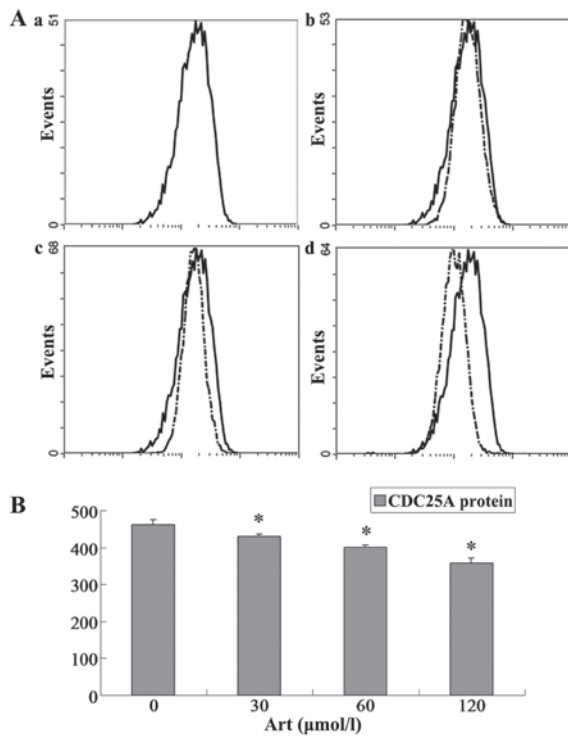 A a
51
Events
0
b
53
Events
0
c
68
Events
0
d
64
Events
0
B
CDC25A protein
500
400
300
200
100
0
*
*
*
0 30 60 120
Art (μmol/l)